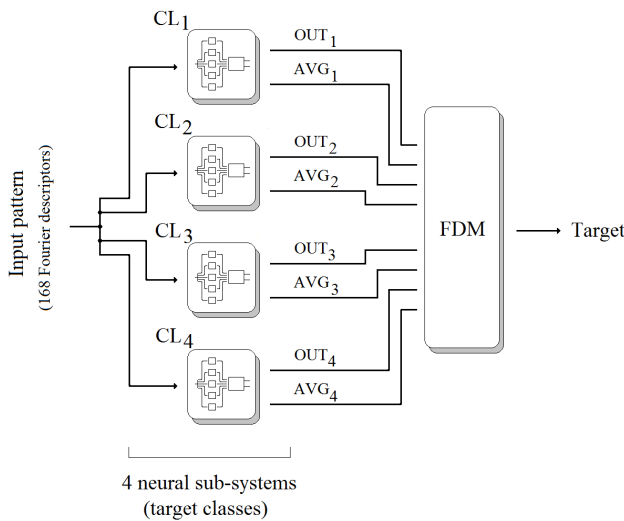 CL1
OUT1
AVG1
CL2
OUT2
AVG2
Input pattern
(168 Fourier descriptors)
FDM
Target
CL3
OUT3
AVG3
CL4
OUT4
AVG4
4 neural sub-systems
(target classes)